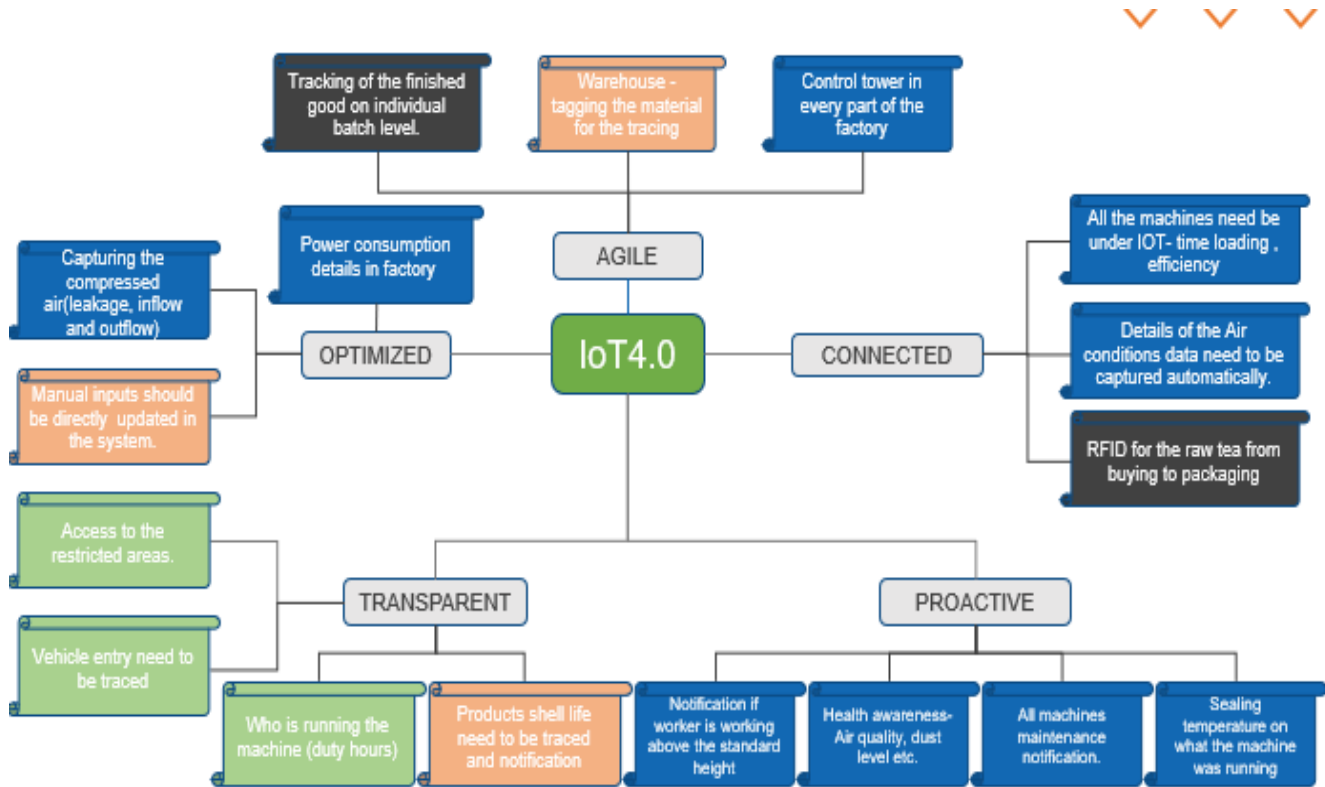 Tracking of the finished
good on individual
batch level.
Warehouse -
tagging the material
for the tracing
Control tower in
every part of the
factory
All the machines need be
under IOT- time loading ,
efficiency
Power consumption
details in factory
Capturing the
compressed
air(leakage, inflow
and outflow)
AGILE
OPTIMIZED
IoT4.0
CONNECTED
Details of the Air
conditions data need to be
captured automatically.
Manual inputs should
be directly updated in
the system.
RFID for the raw tea from
buying to packaging
Access to the
restricted areas.
TRANSPARENT
PROACTIVE
Vehicle entry need to
be traced
Who is running the
machine (duty hours)
Products shell life
need to be traced
and notification
Notification if
worker is working
above the standard
height
Health awareness-
Air quality, dust
level etc.
All machines
maintenance
notification.
Sealing
temperature on
what the machine
was running